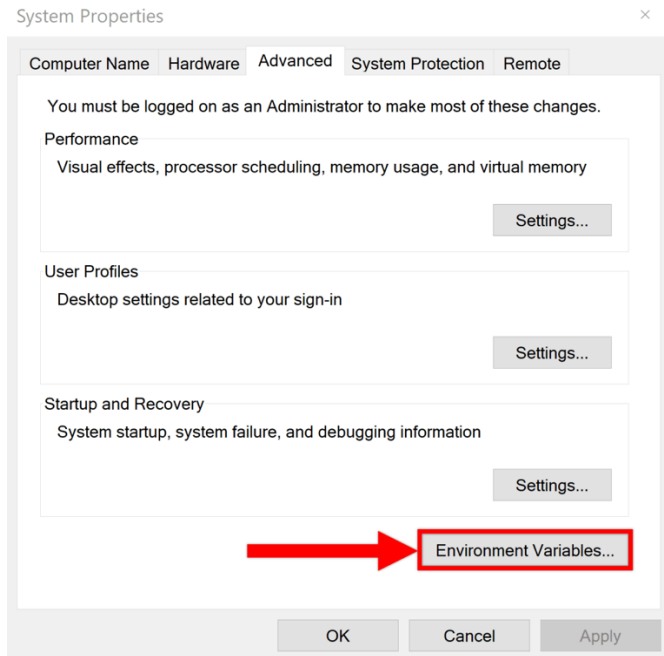 System Properties
Computer Name Hardware Advanced System Protection Remote
You must be logged on as an Administrator to make most of these changes.
Performance
Visual effects, processor scheduling, memory usage, and virtual memory
Settings...
User Profiles
Desktop settings related to your sign-in
Settings...
Startup and Recovery
System startup, system failure, and debugging information
Settings...
Environment Variables...
OK Cancel Apply